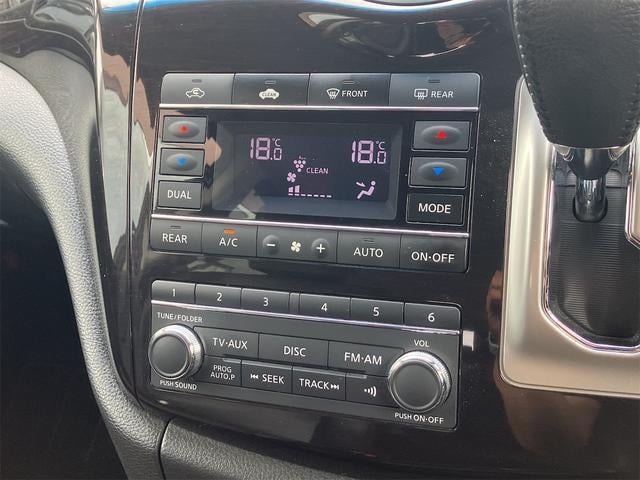 CLEAN FRONT REAR
18.0°C 18.0°C
CLEAN
DUAL MODE
REAR A/C − + AUTO ON·OFF
1 2 3 4 5 6
TUNE/FOLDER VOL
TV·AUX DISC FM·AM
PROG
AUTO.P SEEK TRACK
PUSH SOUND PUSH ON·OFF